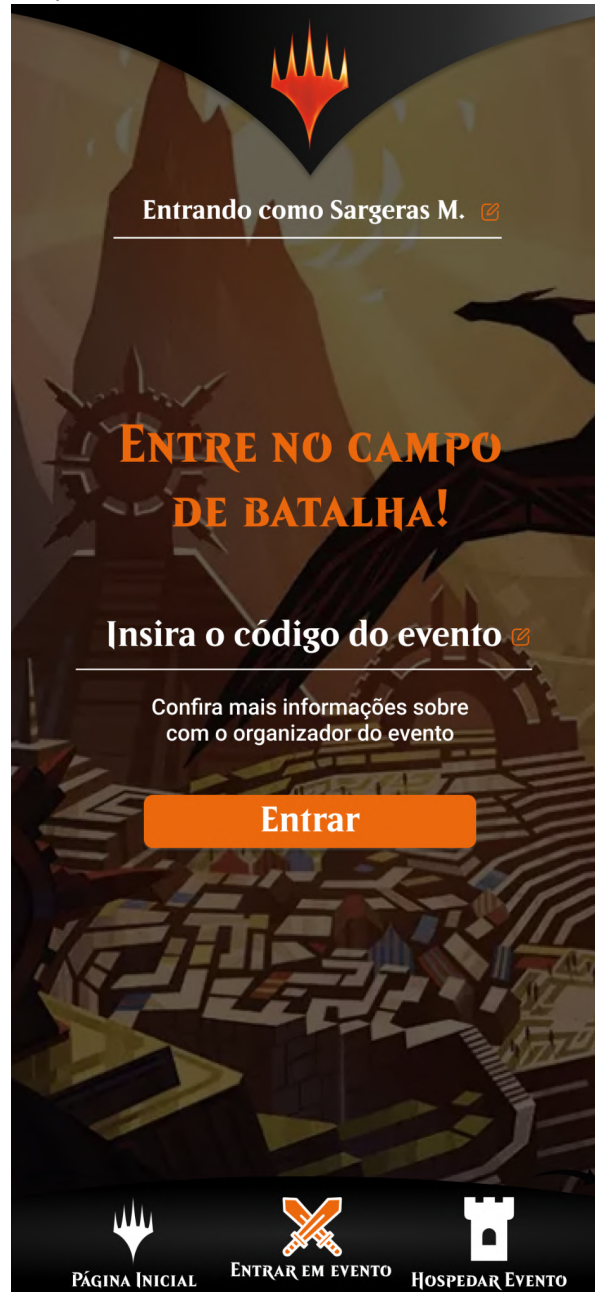 Entrando como Sargeras M.
Entre no campo
de batalha!
Insira o código do evento
Confira mais informações sobre
com o organizador do evento
Entrar
Página Inicial
Entrar em evento
Hospedar Evento